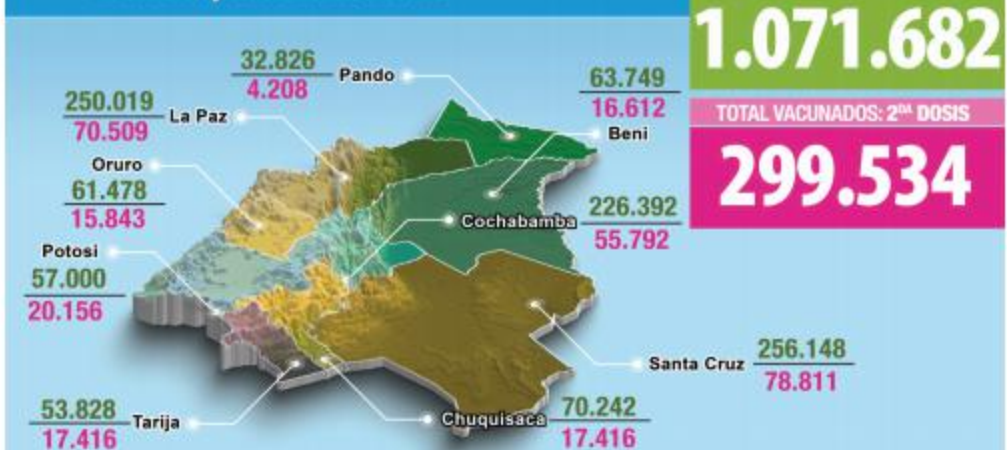 1.071.682
TOTAL VACUNADOS: 2DA DOSIS
299.534
32.826
4.208
Pando
63.749
16.612
Beni
250.019
70.509
La Paz
Oruro
61.478
15.843
Cochabamba
226.392
55.792
Potosi
57.000
20.156
Santa Cruz
256.148
78.811
53.828
17.416
Tarija
Chuquisaca
70.242
17.416